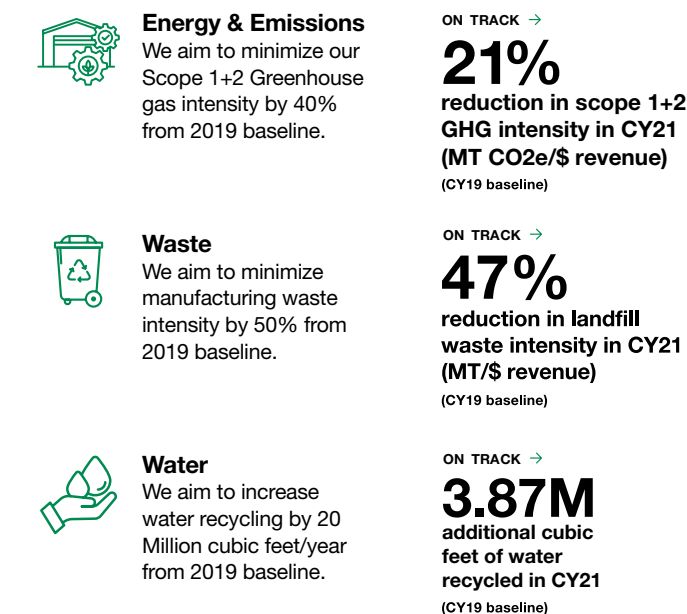 Energy & Emissions
We aim to minimize our
Scope 1+2 Greenhouse
gas intensity by 40%
from 2019 baseline.
ON TRACK →
21%
reduction in scope 1+2
GHG intensity in CY21
(MT CO2e/$ revenue)
(CY19 baseline)
Waste
We aim to minimize
manufacturing waste
intensity by 50% from
2019 baseline.
ON TRACK →
47%
reduction in landfill
waste intensity in CY21
(MT/$ revenue)
(CY19 baseline)
Water
We aim to increase
water recycling by 20
Million cubic feet/year
from 2019 baseline.
ON TRACK →
3.87M
additional cubic
feet of water
recycled in CY21
(CY19 baseline)